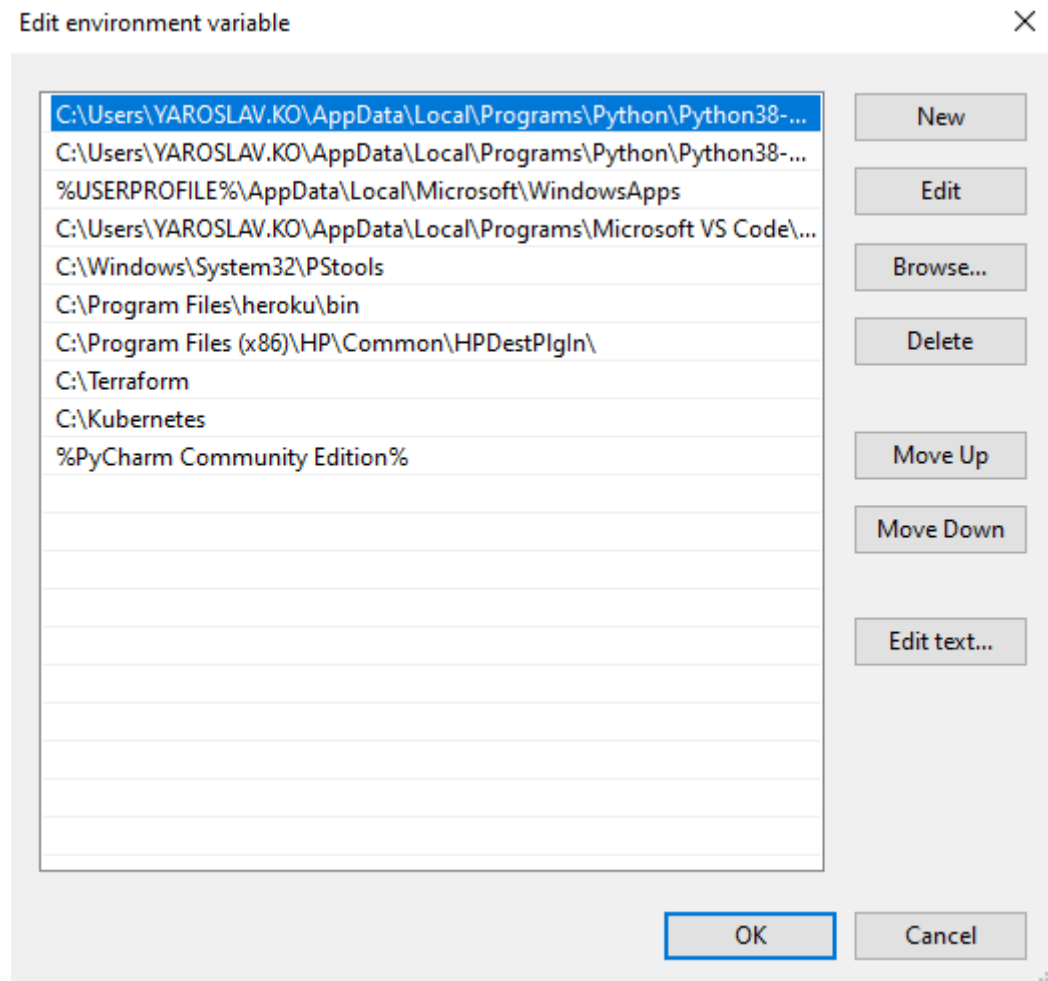 Edit environment variable
C:\Users\YAROSLAV.KO\AppData\Local\Programs\Python\Python38-...
C:\Users\YAROSLAV.KO\AppData\Local\Programs\Python\Python38-...
%USERPROFILE%\AppData\Local\Microsoft\WindowsApps
C:\Users\YAROSLAV.KO\AppData\Local\Programs\Microsoft VS Code\...
C:\Windows\System32\PStools
C:\Program Files\heroku\bin
C:\Program Files (x86)\HP\Common\HPDestPlgIn\
C:\Terraform
C:\Kubernetes
%PyCharm Community Edition%
New
Edit
Browse...
Delete
Move Up
Move Down
Edit text...
OK
Cancel